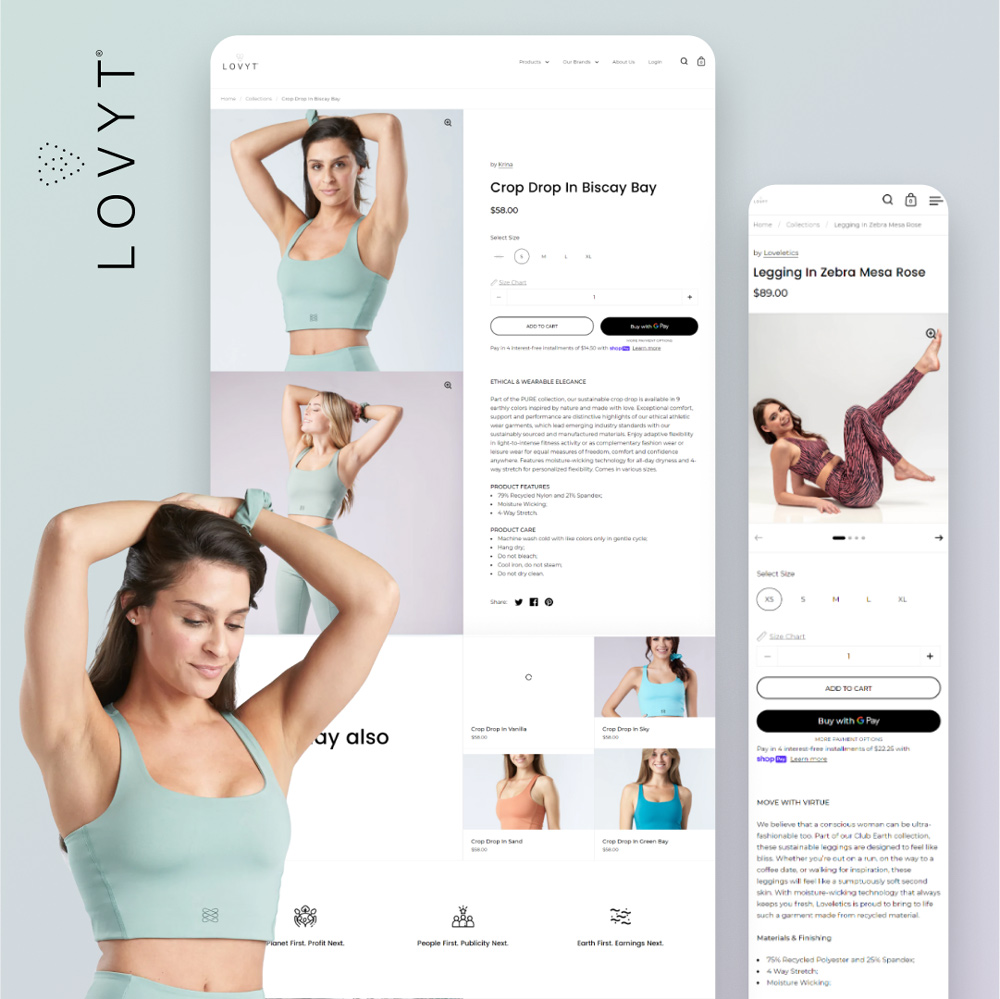 LOVYT®
LOVYT
Products
Our Brands
About Us
Login
0
Home / Collections / Crop Drop In Biscay Bay
by Erina
Crop Drop In Biscay Bay
$58.00
Select Size
S M L XL
Size Chart
− 1 +
ADD TO CART
Buy with G Pay
MORE PAYMENT OPTIONS
Pay in 4 interest-free installments of $14.50 with shop Pay Learn more
ETHICAL & WEARABLE ELEGANCE
Part of the PURE collection, our sustainable crop drop is available in 9
earthly colors inspired by nature and made with love. Exceptional comfort,
support and performance are distinctive highlights of our ethical athletic
wear garments, which lead emerging industry standards with our
sustainably sourced and manufactured materials. Enjoy adaptive flexibility
in light-to-intense fitness activity or as complementary fashion wear or
leisure wear for equal measures of freedom, comfort and confidence
anywhere. Features moisture-wicking technology for all-day dryness and 4-
way stretch for personalized flexibility. Comes in various sizes.
PRODUCT FEATURES
• 79% Recycled Nylon and 21% Spandex;
• Moisture Wicking;
• 4-Way Stretch.
PRODUCT CARE
• Machine wash cold with like colors only in gentle cycle;
• Hang dry;
• Do not bleach;
• Cool iron, do not steam;
• Do not dry clean.
Share:
ay also
Crop Drop In Vanilla
$58.00
Crop Drop In Sky
$58.00
Crop Drop In Sand
$58.00
Crop Drop In Green Bay
$58.00
Planet First. Profit Next.
People First. Publicity Next.
Earth First. Earnings Next.
LOVYT
0
Home / Collections / Legging In Zebra Mesa Rose
by Loveletics
Legging In Zebra Mesa Rose
$89.00
Select Size
XS S M L XL
Size Chart
− 1 +
ADD TO CART
Buy with G Pay
MORE PAYMENT OPTIONS
Pay in 4 interest-free installments of $22.25 with
shop Pay Learn more
MOVE WITH VIRTUE
We believe that a conscious woman can be ultra-
fashionable too. Part of our Club Earth collection,
these sustainable leggings are designed to feel like
bliss. Whether you're out on a run, on the way to a
coffee date, or walking for inspiration, these
leggings will feel like a sumptuously soft second
skin. With moisture-wicking technology that always
keeps you fresh. Loveletics is proud to bring to life
such a garment made from recycled material.
Materials & Finishing
• 75% Recycled Polyester and 25% Spandex;
• 4 Way Stretch;
• Moisture Wicking;